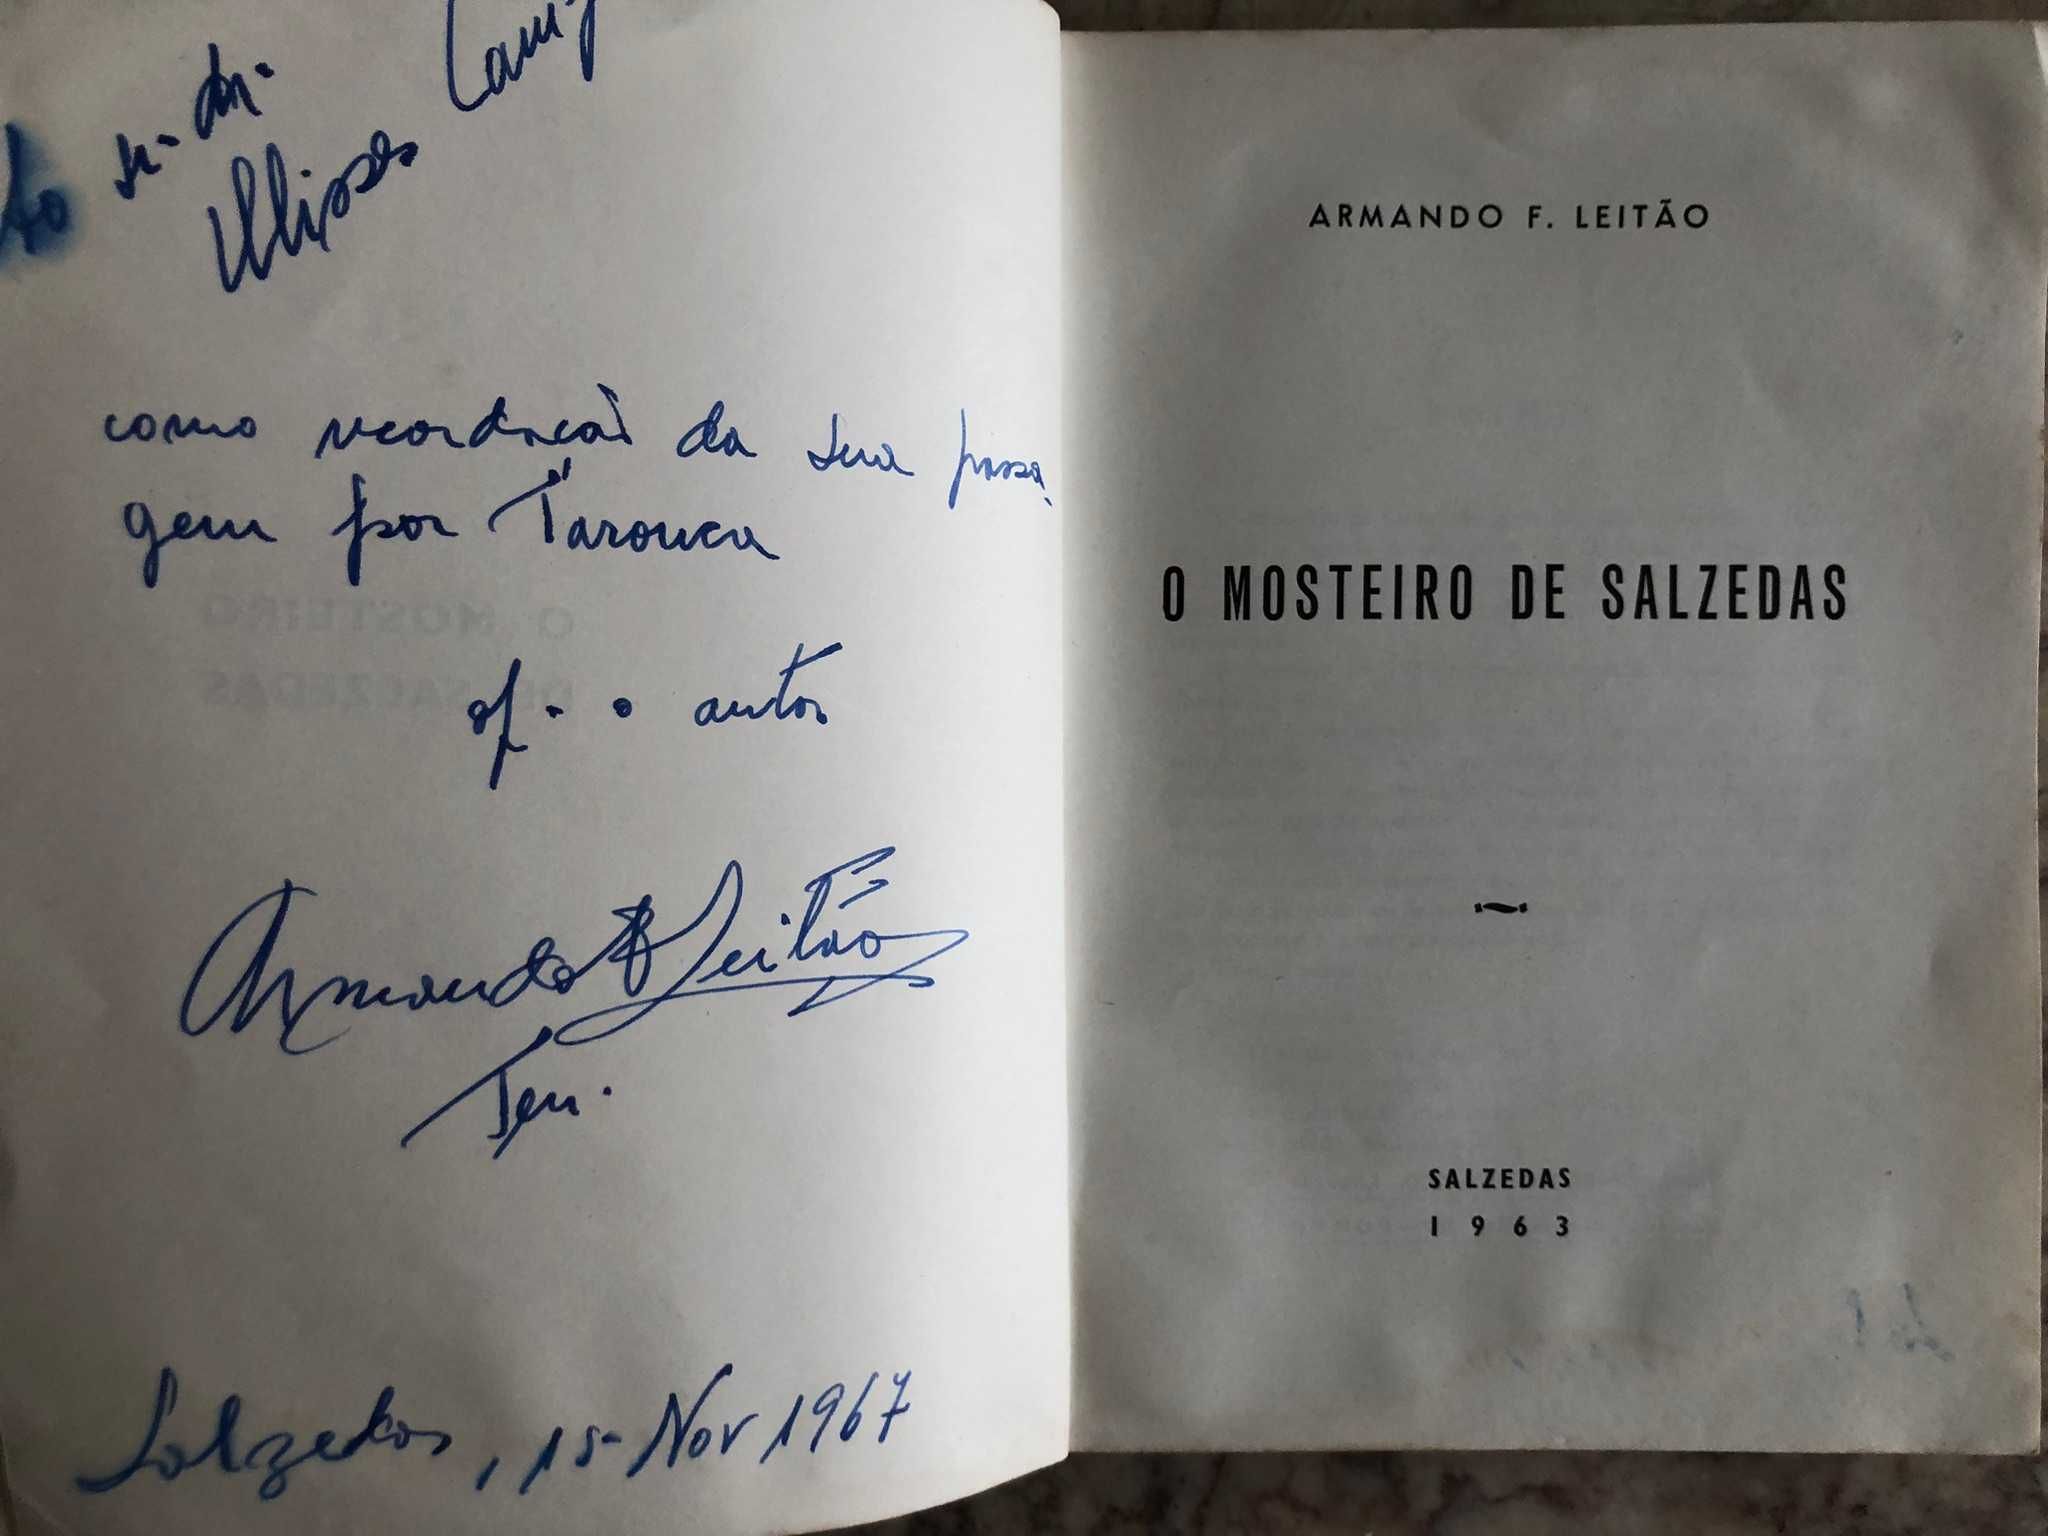 Ao sr. dr.
Ulisses
como recordação da sua passa-
gem por Tarouca
of. o autor
Armando F Leitão
Ten.
Salzedas, 15-Nov 1967
ARMANDO F. LEITÃO
O MOSTEIRO DE SALZEDAS
SALZEDAS
1963